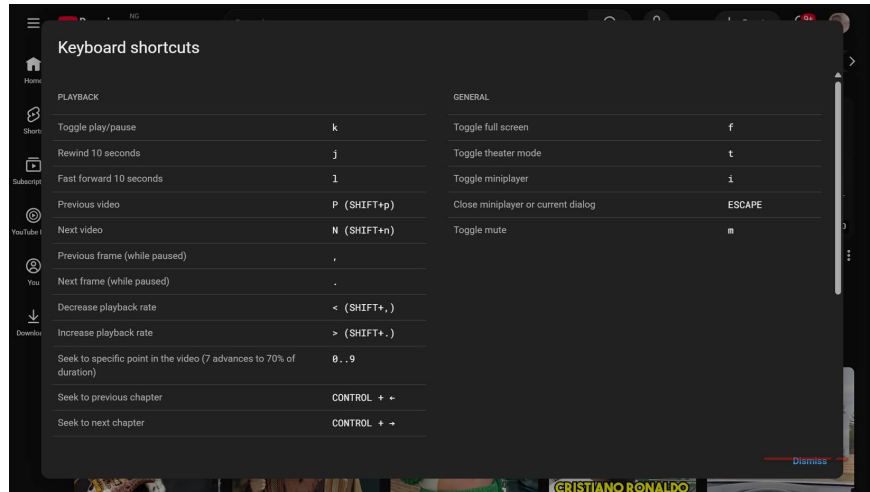 NG
Keyboard shortcuts
Home
PLAYBACK
Toggle play/pause k
Rewind 10 seconds j
Fast forward 10 seconds l
Previous video P (SHIFT+p)
Next video N (SHIFT+n)
Previous frame (while paused) ,
Next frame (while paused) .
Decrease playback rate < (SHIFT+,)
Increase playback rate > (SHIFT+.)
Seek to specific point in the video (7 advances to 70% of
duration) 0..9
Seek to previous chapter CONTROL + ←
Seek to next chapter CONTROL + →
GENERAL
Toggle full screen f
Toggle theater mode t
Toggle miniplayer i
Close miniplayer or current dialog ESCAPE
Toggle mute m
You
9+
Dismiss
CRISTIANO RONALDO